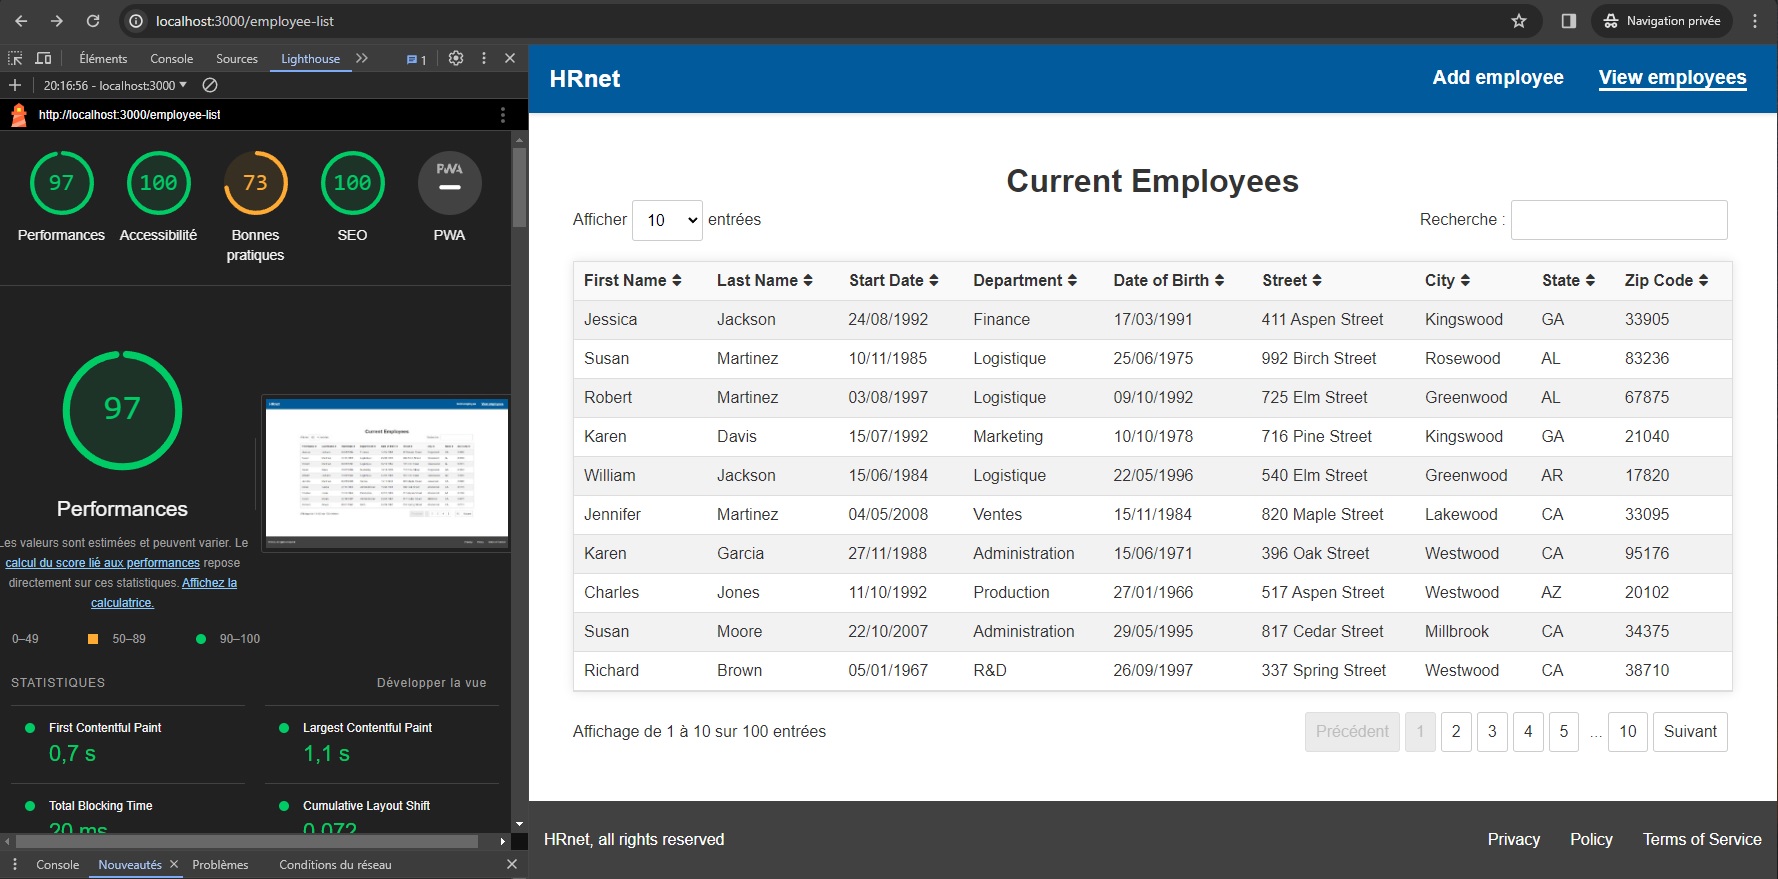 localhost:3000/employee-list
Navigation privée
Éléments Console Sources Lighthouse 1
20:16:56 - localhost:3000
http://localhost:3000/employee-list
97 100 73 100 PWA
Performances Accessibilité Bonnes pratiques SEO PWA
97
Performances
Les valeurs sont estimées et peuvent varier. Le
calcul du score lié aux performances repose
directement sur ces statistiques. Affichez la
calculatrice.
0–49 50–89 90–100
STATISTIQUES Développer la vue
First Contentful Paint Largest Contentful Paint
0,7 s 1,1 s
Total Blocking Time Cumulative Layout Shift
20 ms 0,072
Console Nouveautés Problèmes Conditions du réseau
HRnet Add employee View employees
Current Employees
Afficher 10 entrées Recherche :
First Name Last Name Start Date Department Date of Birth Street City State Zip Code
Jessica Jackson 24/08/1992 Finance 17/03/1991 411 Aspen Street Kingswood GA 33905
Susan Martinez 10/11/1985 Logistique 25/06/1975 992 Birch Street Rosewood AL 83236
Robert Martinez 03/08/1997 Logistique 09/10/1992 725 Elm Street Greenwood AL 67875
Karen Davis 15/07/1992 Marketing 10/10/1978 716 Pine Street Kingswood GA 21040
William Jackson 15/06/1984 Logistique 22/05/1996 540 Elm Street Greenwood AR 17820
Jennifer Martinez 04/05/2008 Ventes 15/11/1984 820 Maple Street Lakewood CA 33095
Karen Garcia 27/11/1988 Administration 15/06/1971 396 Oak Street Westwood CA 95176
Charles Jones 11/10/1992 Production 27/01/1966 517 Aspen Street Westwood AZ 20102
Susan Moore 22/10/2007 Administration 29/05/1995 817 Cedar Street Millbrook CA 34375
Richard Brown 05/01/1967 R&D 26/09/1997 337 Spring Street Westwood CA 38710
Affichage de 1 à 10 sur 100 entrées Précédent 1 2 3 4 5 ... 10 Suivant
HRnet, all rights reserved Privacy Policy Terms of Service